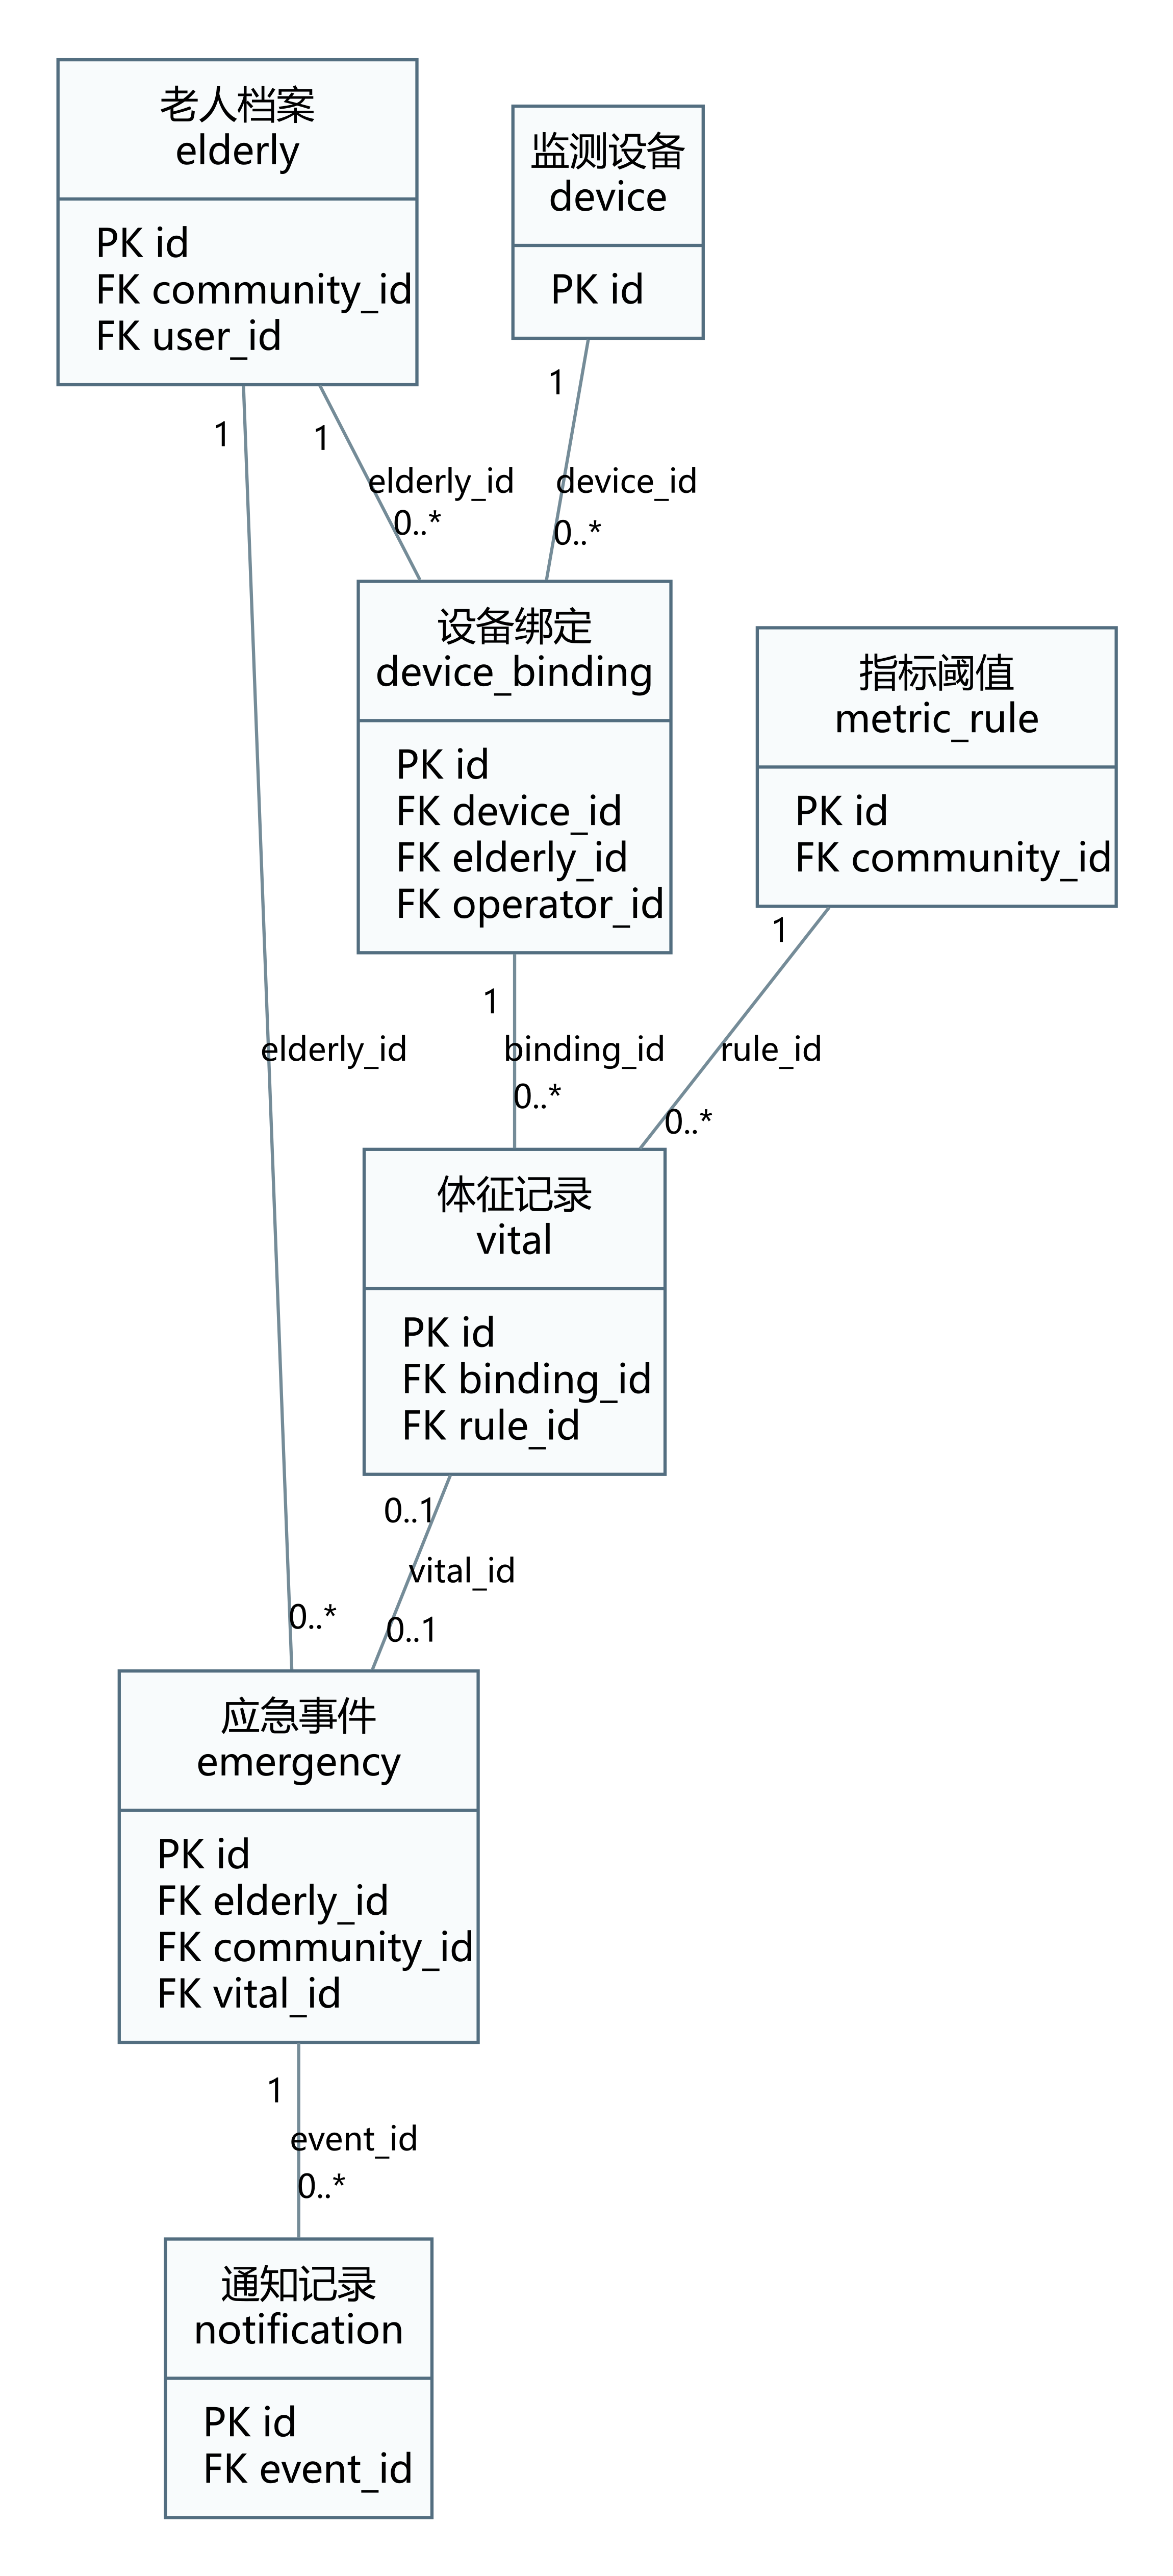 老人档案
elderly
PK id
FK community_id
FK user_id
监测设备
device
PK id
1
1
1
elderly_id
device_id
0..*
0..*
设备绑定
device_binding
PK id
FK device_id
FK elderly_id
FK operator_id
指标阈值
metric_rule
PK id
FK community_id
1
1
elderly_id
binding_id
rule_id
0..*
0..*
体征记录
vital
PK id
FK binding_id
FK rule_id
0..1
vital_id
0..*
0..1
应急事件
emergency
PK id
FK elderly_id
FK community_id
FK vital_id
1
event_id
0..*
通知记录
notification
PK id
FK event_id